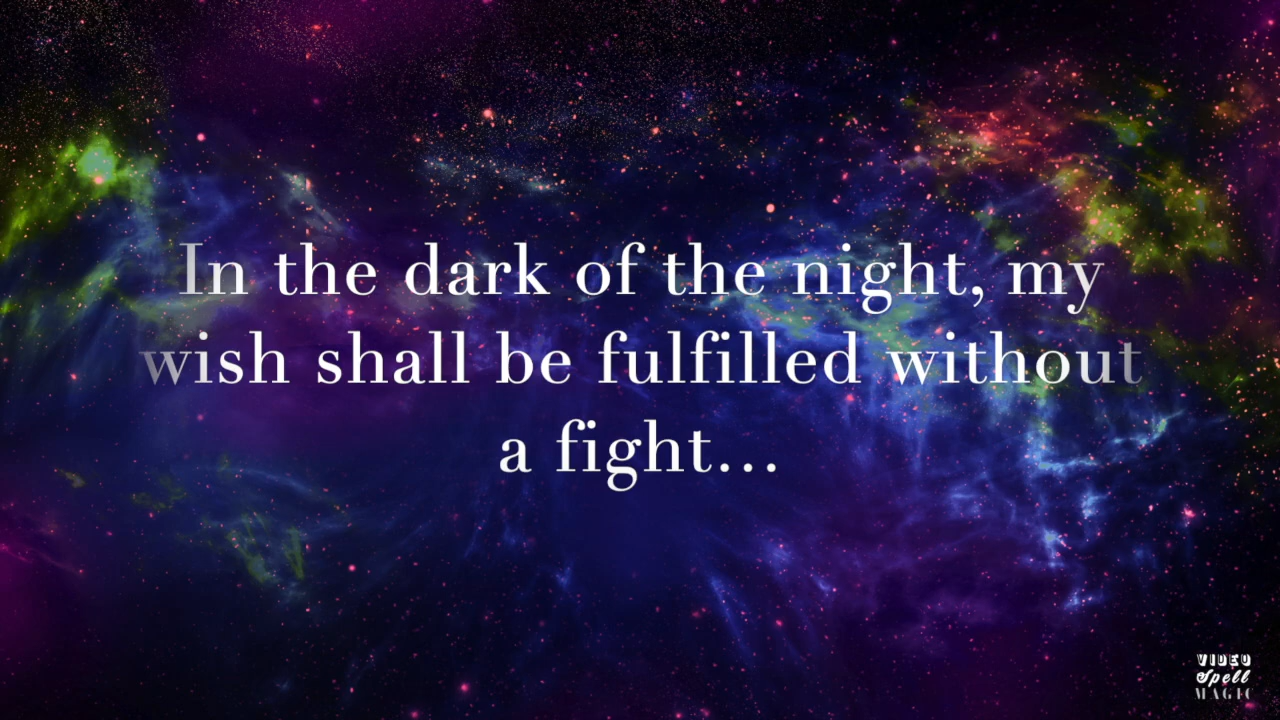 In the dark of the night, my
wish shall be fulfilled without
a fight...
VIDEO
Spell
MAGIC